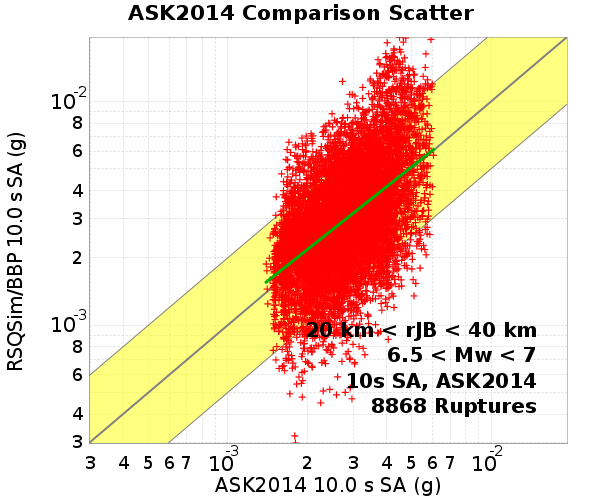 ASK2014 Comparison Scatter
RSQSim/BBP 10.0 s SA (g)
10-2
8
6
4
3
2
10-3
8
6
4
3
20 km < rJB < 40 km
6.5 < Mw < 7
10s SA, ASK2014
8868 Ruptures
3 4 5 6 7 10-3 2 3 4 5 6 7 10-2
ASK2014 10.0 s SA (g)